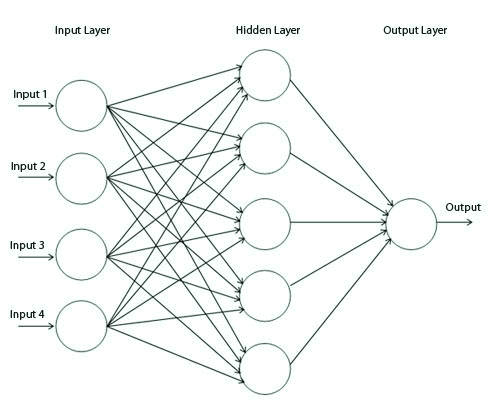 Input Layer
Hidden Layer
Output Layer
Input 1
Input 2
Input 3
Input 4
Output